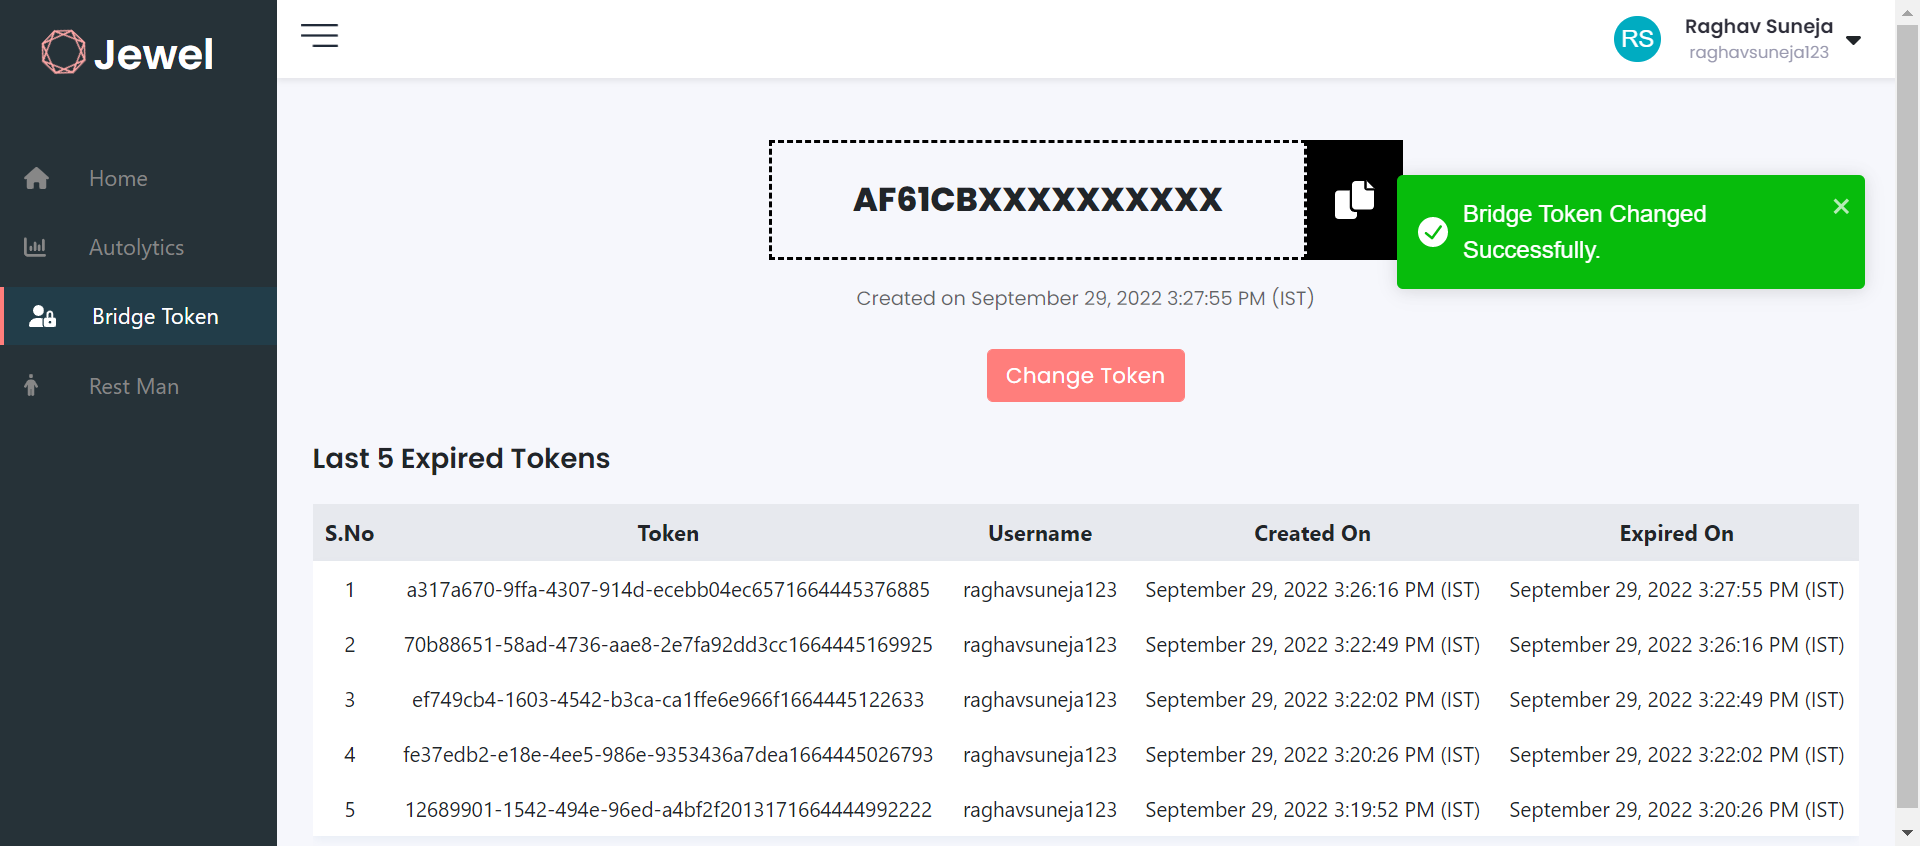 Jewel
RS
Raghav Suneja
raghavsuneja123
Home
Autolytics
Bridge Token
Rest Man
AF61CBXXXXXXXXXX
Bridge Token Changed
Successfully.
Created on September 29, 2022 3:27:55 PM (IST)
Change Token
Last 5 Expired Tokens
S.No Token Username Created On Expired On
1 a317a670-9ffa-4307-914d-ecebb04ec6571664445376885 raghavsuneja123 September 29, 2022 3:26:16 PM (IST) September 29, 2022 3:27:55 PM (IST)
2 70b88651-58ad-4736-aae8-2e7fa92dd3cc1664445169925 raghavsuneja123 September 29, 2022 3:22:49 PM (IST) September 29, 2022 3:26:16 PM (IST)
3 ef749cb4-1603-4542-b3ca-ca1ffe6e966f1664445122633 raghavsuneja123 September 29, 2022 3:22:02 PM (IST) September 29, 2022 3:22:49 PM (IST)
4 fe37edb2-e18e-4ee5-986e-9353436a7dea1664445026793 raghavsuneja123 September 29, 2022 3:20:26 PM (IST) September 29, 2022 3:22:02 PM (IST)
5 12689901-1542-494e-96ed-a4bf2f2013171664444992222 raghavsuneja123 September 29, 2022 3:19:52 PM (IST) September 29, 2022 3:20:26 PM (IST)